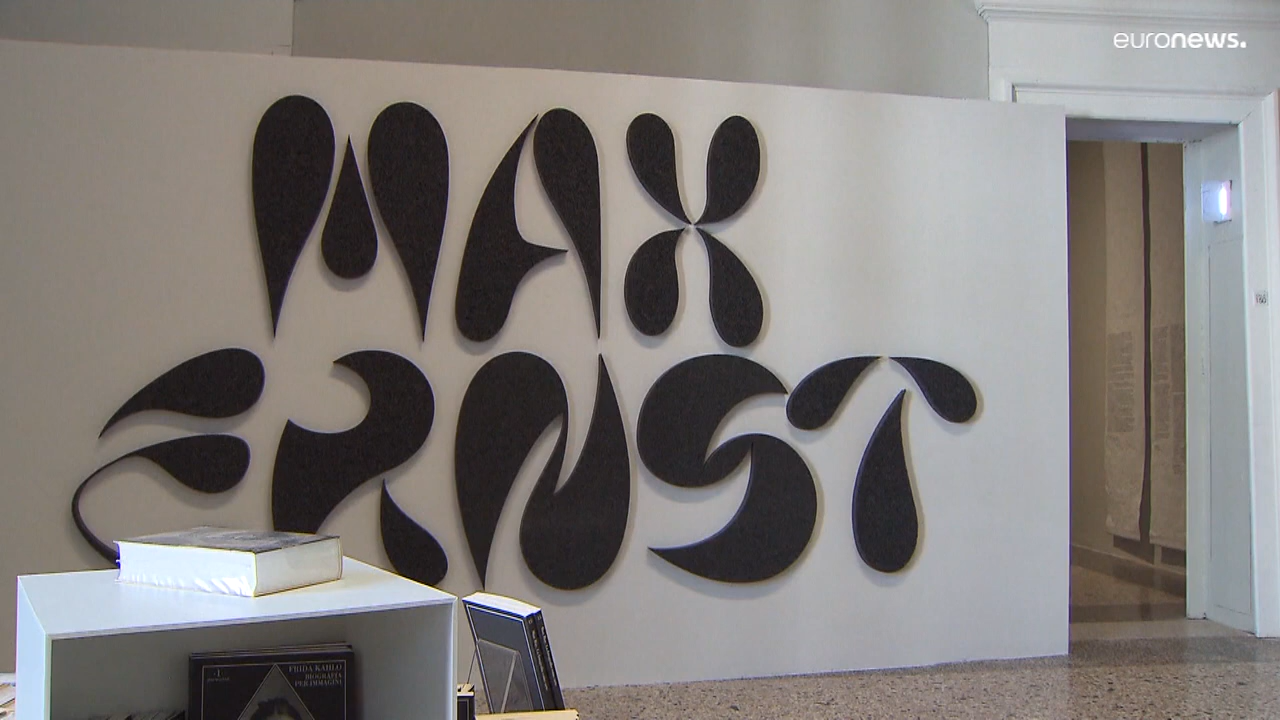 euronews.
MAX
ERNST
FRIDA KAHLO
BIOGRAFIA
PER IMMAGINI